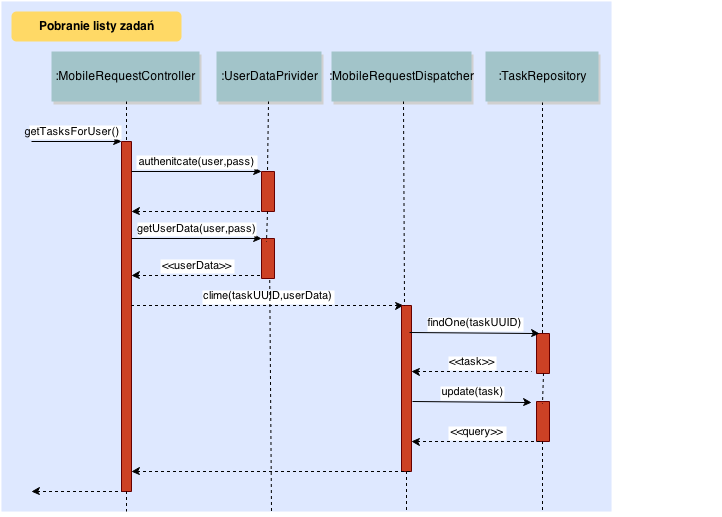 Pobranie listy zadań
:MobileRequestController
:UserDataPrivider
:MobileRequestDispatcher
:TaskRepository
getTasksForUser()
authenitcate(user,pass)
getUserData(user,pass)
<<userData>>
clime(taskUUID,userData)
findOne(taskUUID)
<<task>>
update(task)
<<query>>